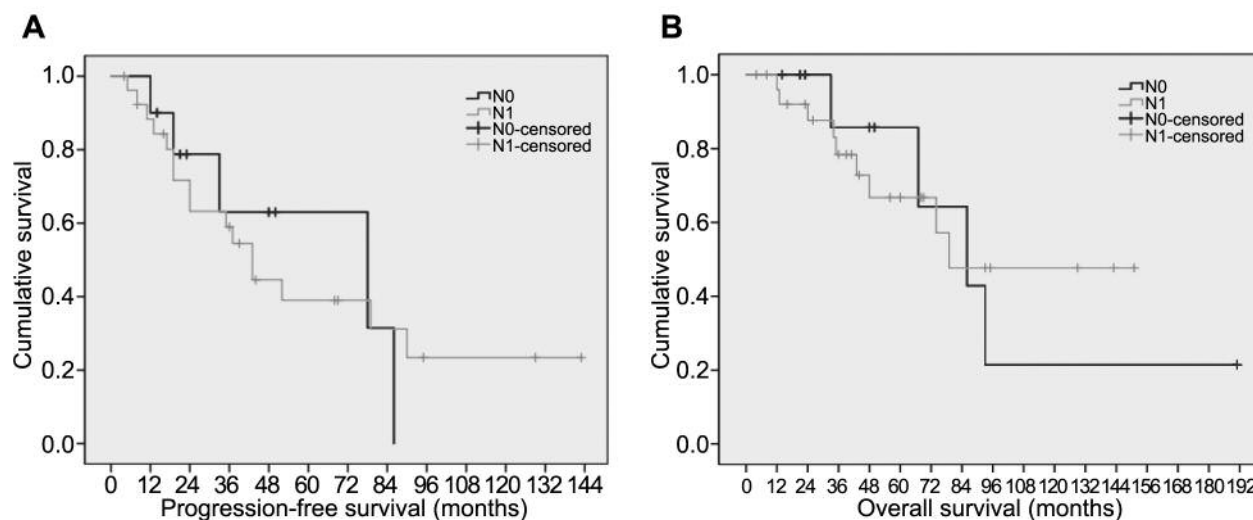 A
Cumulative survival
1.0
0.8
0.6
0.4
0.2
0.0
N0
N1
N0-censored
N1-censored
0 12 24 36 48 60 72 84 96 108 120 132 144
Progression-free survival (months)
B
Cumulative survival
1.0
0.8
0.6
0.4
0.2
0.0
N0
N1
N0-censored
N1-censored
0 12 24 36 48 60 72 84 96 108 120 132 144 156 168 180 192
Overall survival (months)